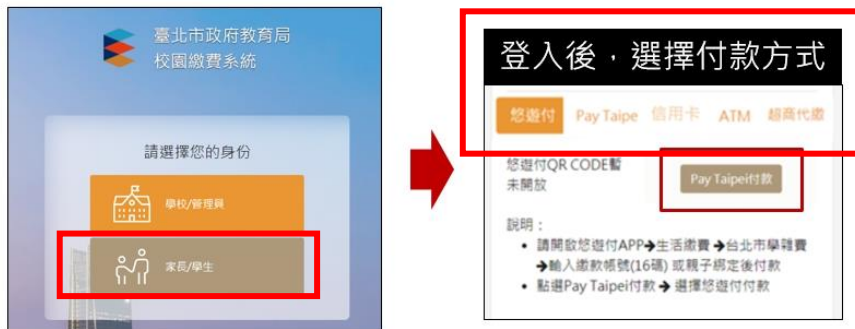 臺北市政府教育局
校園繳費系統
請選擇您的身份
學校/管理員
家長/學生
登入後，選擇付款方式
悠遊付 Pay Taipe 信用卡 ATM 超商代繳
悠遊付QR CODE暫
未開放
Pay Taipei付款
說明：
• 請開啟悠遊付APP➔生活繳費➔台北市學雜費
➔輸入繳款帳號(16碼) 或親子綁定後付款
• 點選Pay Taipei付款 ➔ 選擇悠遊付付款